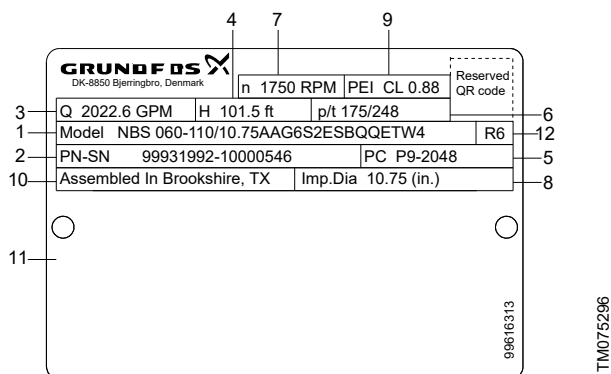 4 7 9
GRUNDFOS
DK-8850 Bjerringbro, Denmark
n 1750 RPM PEI CL 0.88
Reserved
QR code
3 Q 2022.6 GPM H 101.5 ft p/t 175/248 6
1 Model NBS 060-110/10.75AAG6S2ESBQQETW4 R6 12
2 PN-SN 99931992-10000546 PC P9-2048 5
10 Assembled In Brookshire, TX Imp.Dia 10.75 (in.) 8
11
99616313
TM075296